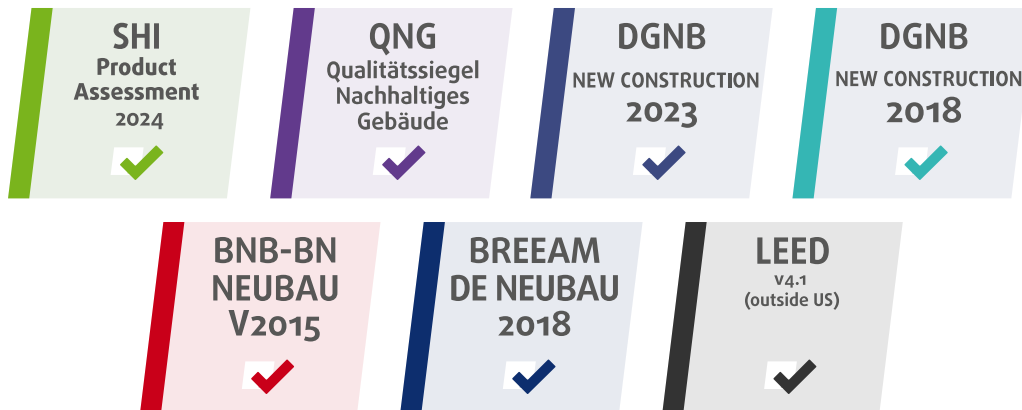 SHI
Product
Assessment
2024
QNG
Qualitätssiegel
Nachhaltiges
Gebäude
DGNB
NEW CONSTRUCTION
2023
DGNB
NEW CONSTRUCTION
2018
BNB-BN
NEUBAU
V2015
BREEAM
DE NEUBAU
2018
LEED
v4.1
(outside US)